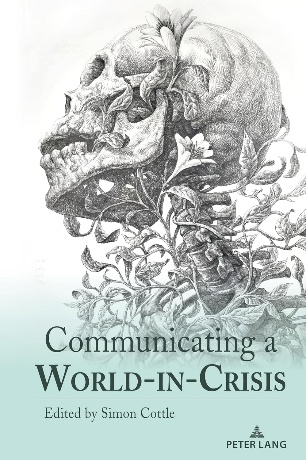 Communicating a
WORLD-IN-CRISIS
Edited by Simon Cottle
PETER LANG